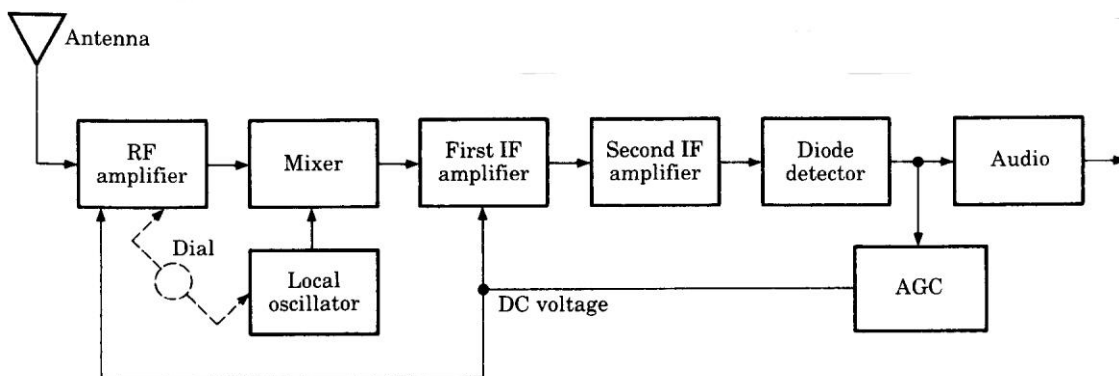 Antenna
RF
amplifier
Mixer
First IF
amplifier
Second IF
amplifier
Diode
detector
Audio
Dial
Local
oscillator
DC voltage
AGC